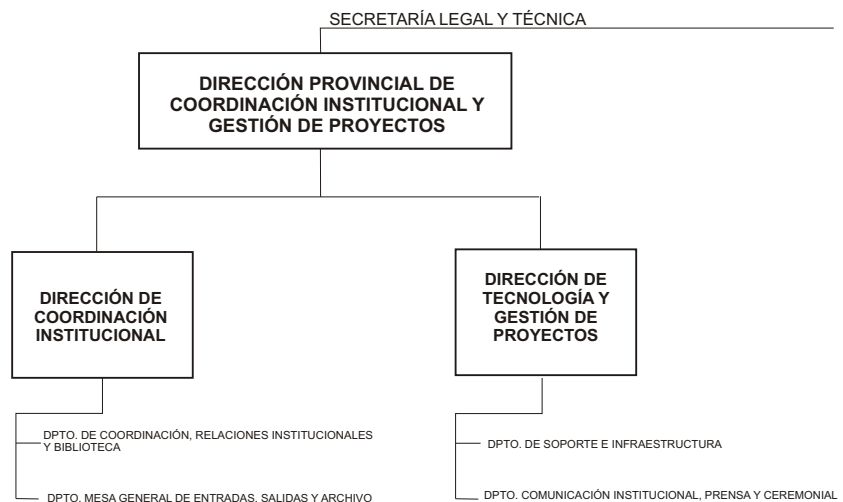 SECRETARÍA LEGAL Y TÉCNICA
DIRECCIÓN PROVINCIAL DE
COORDINACIÓN INSTITUCIONAL Y
GESTIÓN DE PROYECTOS
DIRECCIÓN DE
COORDINACIÓN
INSTITUCIONAL
DIRECCIÓN DE
TECNOLOGÍA Y
GESTIÓN DE
PROYECTOS
DPTO. DE COORDINACIÓN, RELACIONES INSTITUCIONALES
Y BIBLIOTECA
DPTO. MESA GENERAL DE ENTRADAS, SALIDAS Y ARCHIVO
DPTO. DE SOPORTE E INFRAESTRUCTURA
DPTO. COMUNICACIÓN INSTITUCIONAL, PRENSA Y CEREMONIAL